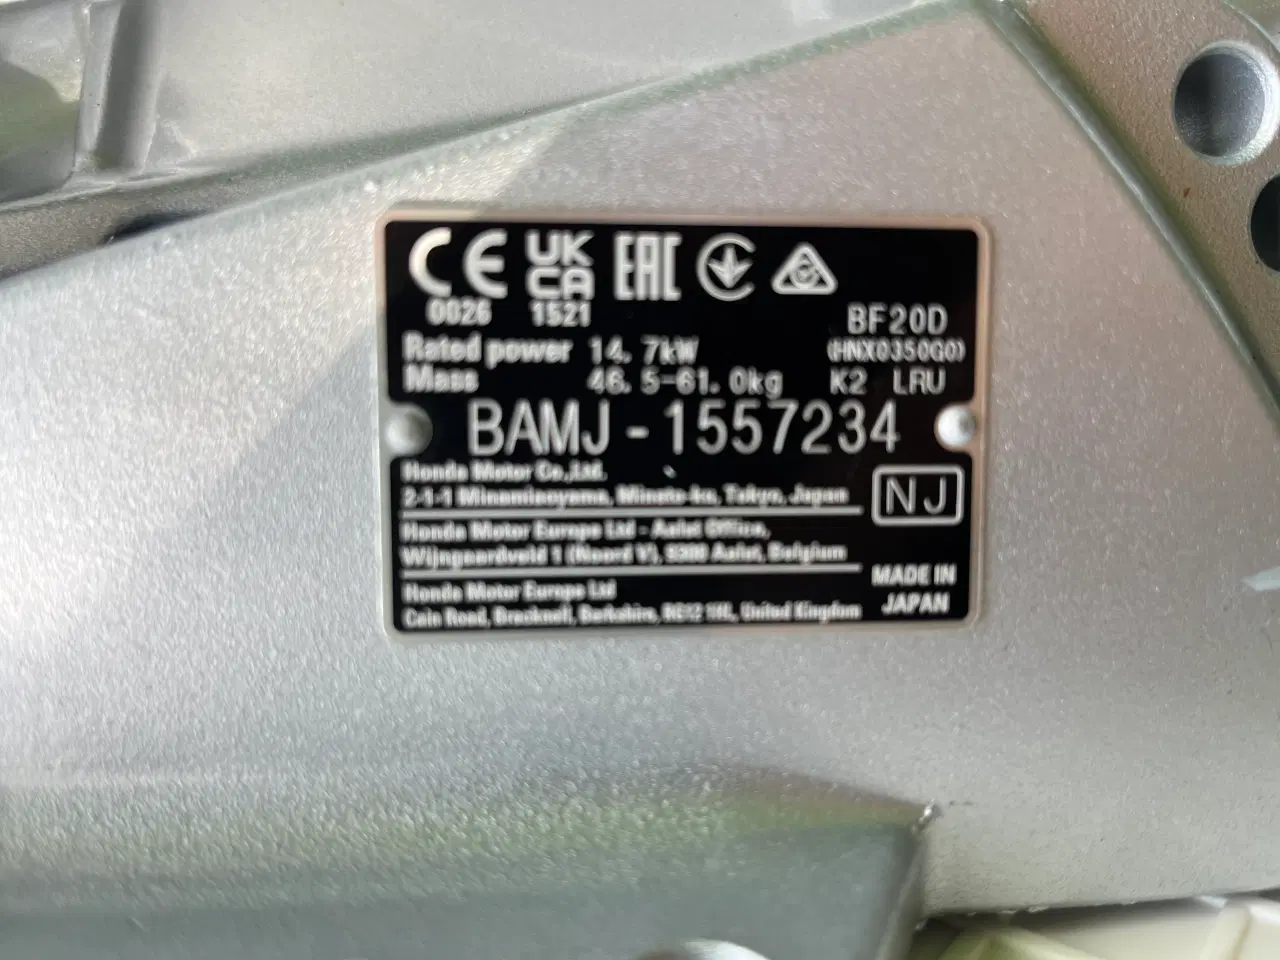 CE UK CA EAC
0026 1521
BF20D
Rated power 14.7kW (HNX0350G0)
Mass 46.5-61.0kg K2 LRU
BAMJ-1557234
Honda Motor Co.,Ltd.
2-1-1 Minamiaoyama, Minato-ku, Tokyo, Japan
NJ
Honda Motor Europe Ltd - Aalst Office,
Wijngaardveld 1 (Noord V), 9300 Aalst, Belgium
Honda Motor Europe Ltd
Cain Road, Bracknell, Berkshire, RG12 1HL, United Kingdom
MADE IN
JAPAN